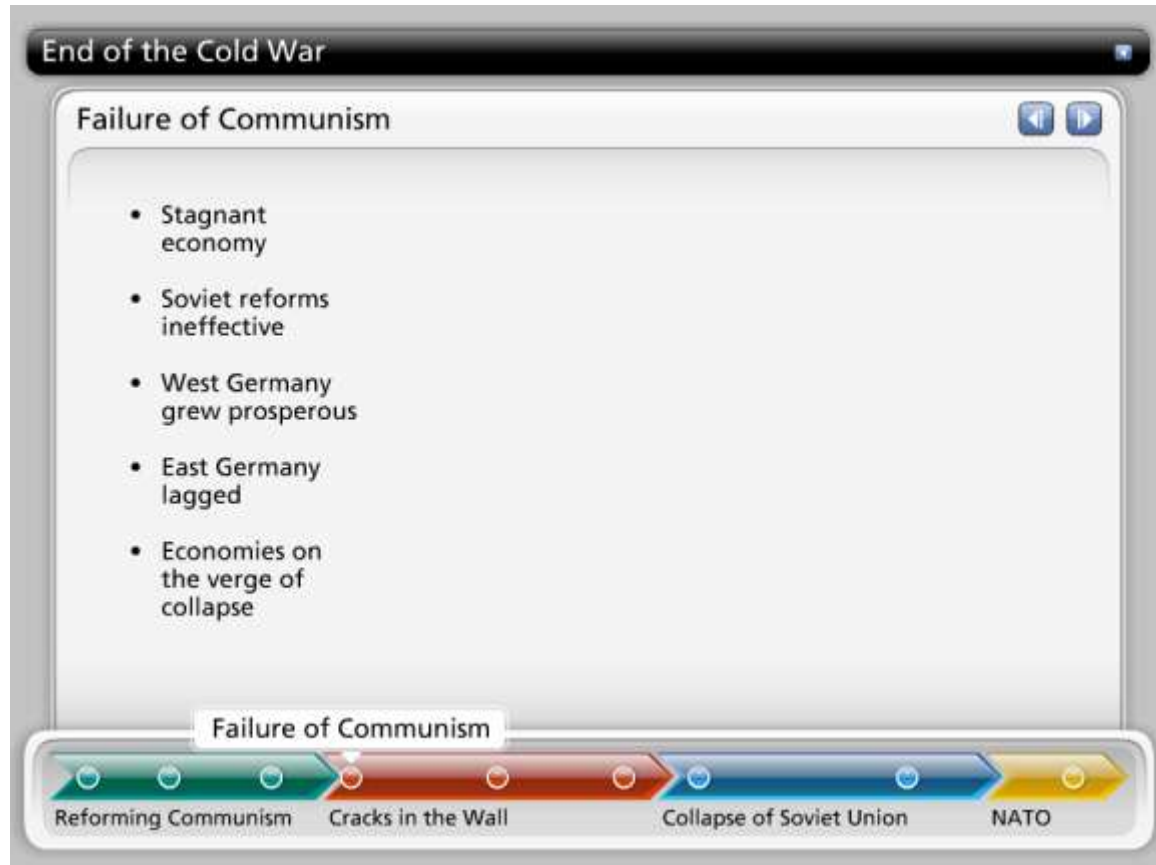 End of the Cold War
Failure of Communism
• Stagnant
economy
• Soviet reforms
ineffective
• West Germany
grew prosperous
• East Germany
lagged
• Economies on
the verge of
collapse
Failure of Communism
Reforming Communism
Cracks in the Wall
Collapse of Soviet Union
NATO